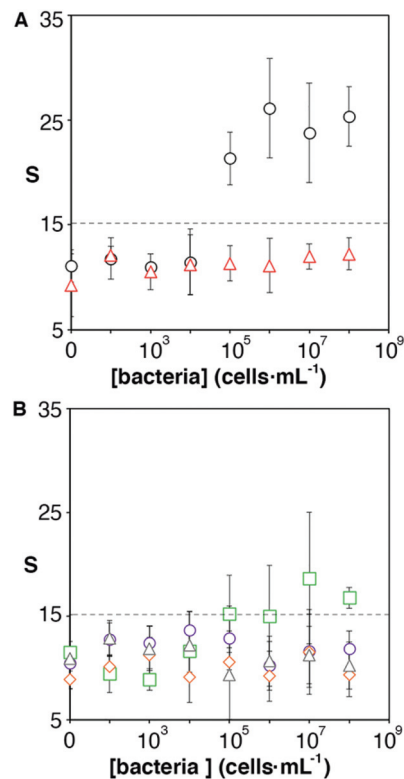 A
35
25
S
15
5
0 10³ 10⁵ 10⁷ 10⁹
[bacteria] (cells·mL⁻¹)
B
35
25
S
15
5
0 10³ 10⁵ 10⁷ 10⁹
[bacteria ] (cells·mL⁻¹)